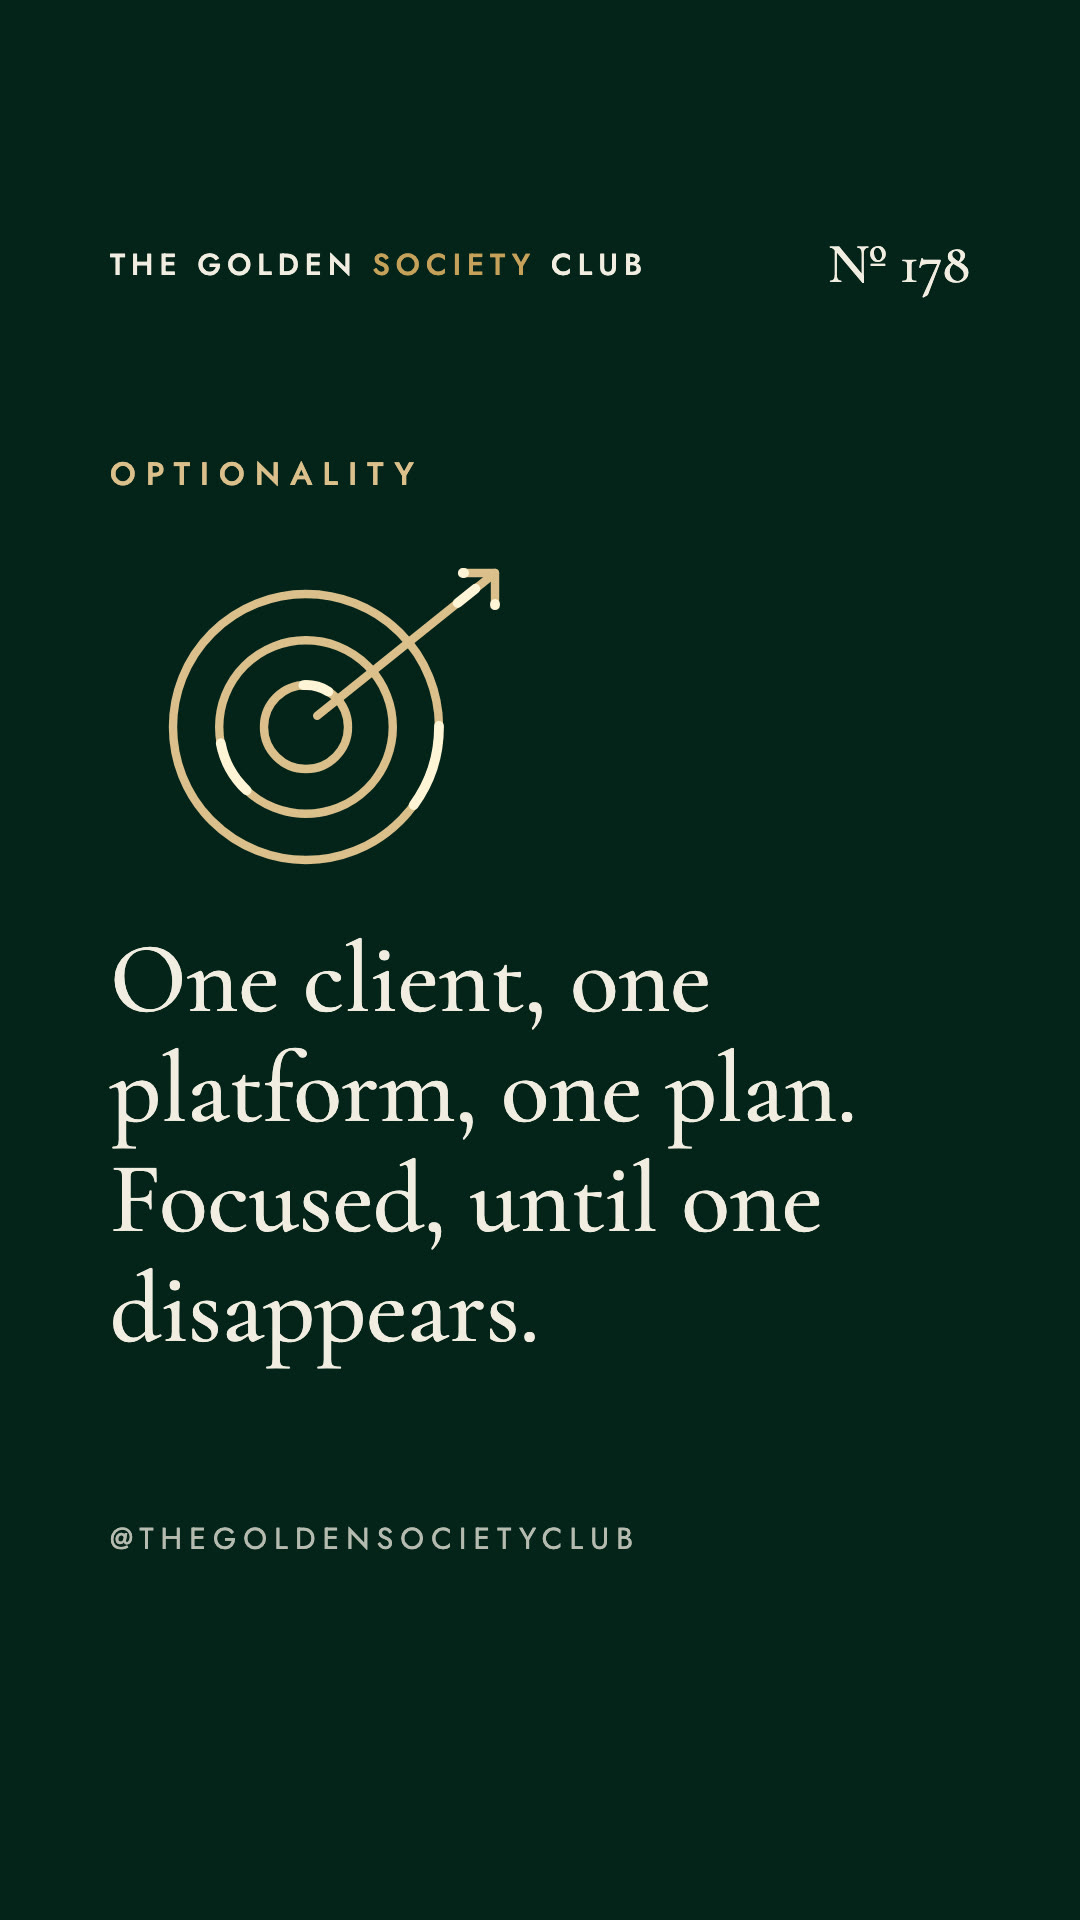 THE GOLDEN SOCIETY CLUB
Nº 178
OPTIONALITY
One client, one
platform, one plan.
Focused, until one
disappears.
@THEGOLDENSOCIETYCLUB